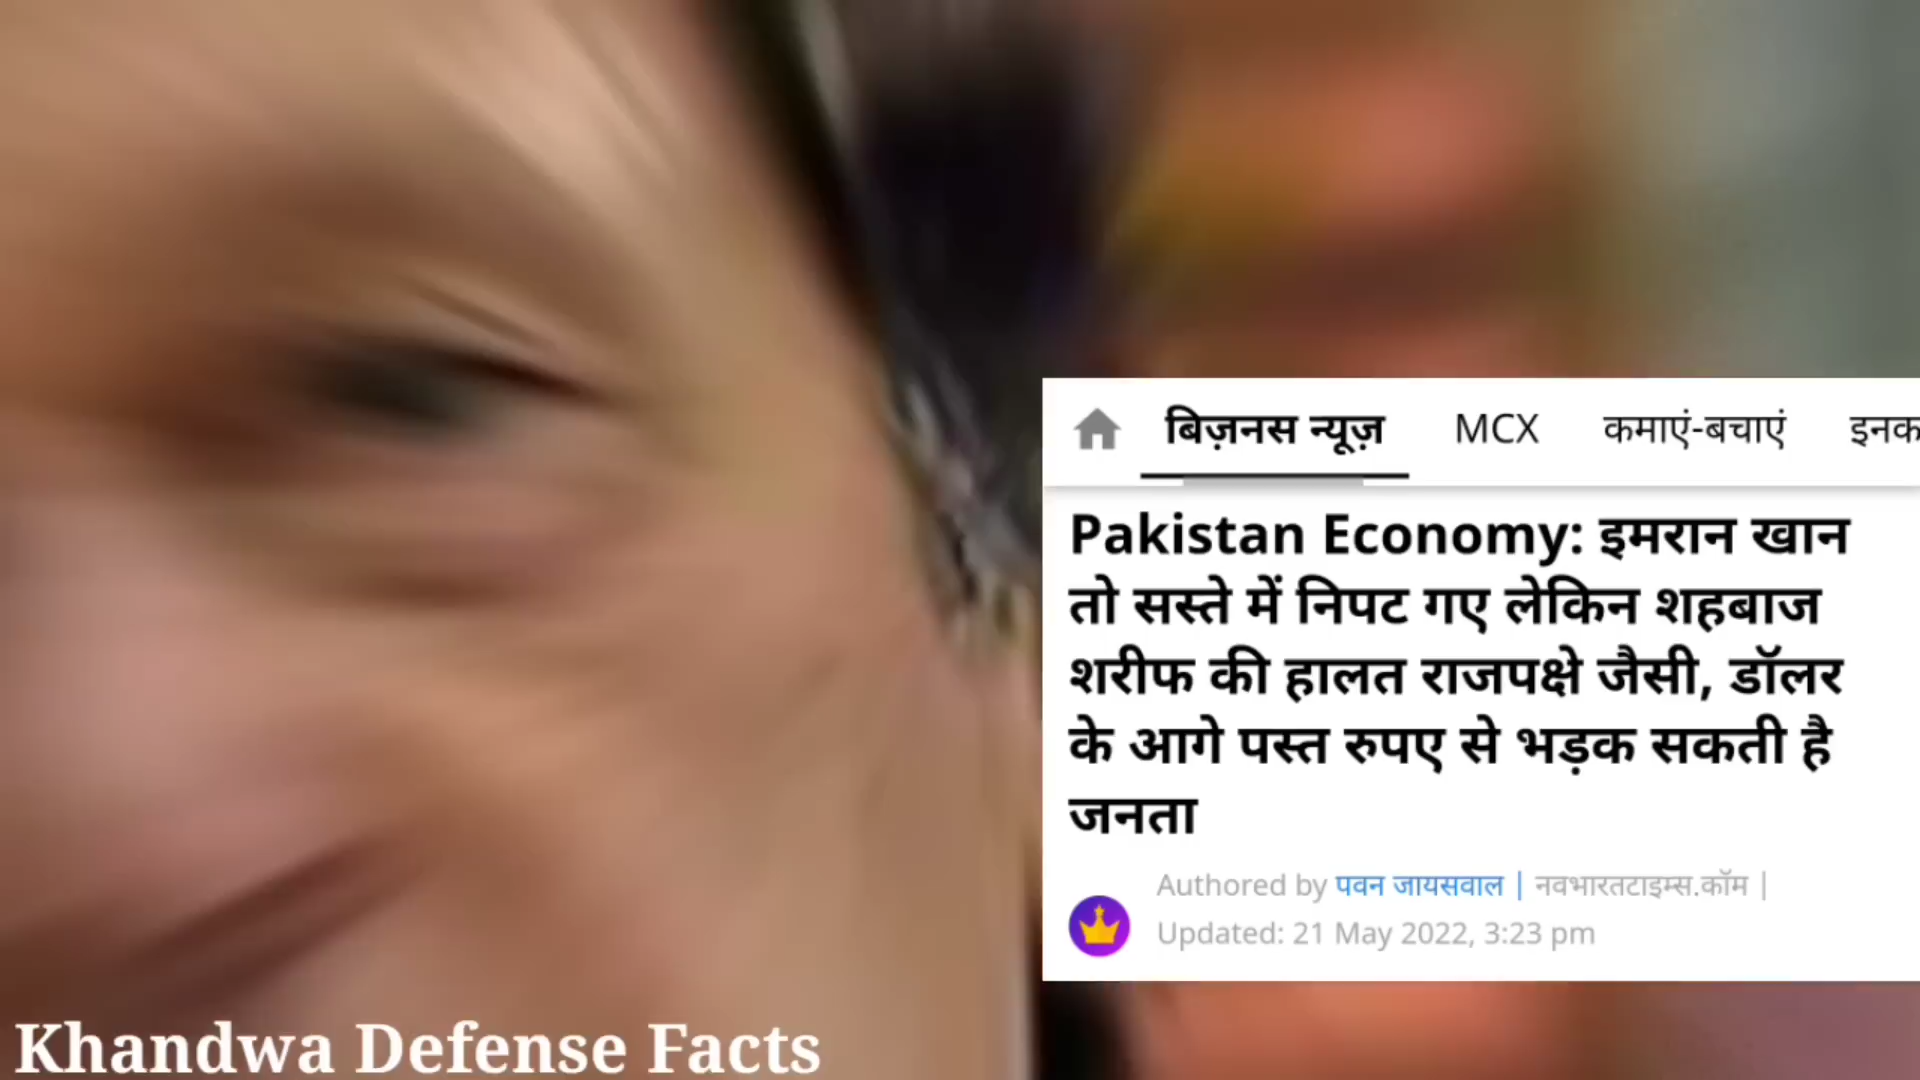 बिज़नस न्यूज़ MCX कमाएं-बचाएं इनक
Pakistan Economy: इमरान खान
तो सस्ते में निपट गए लेकिन शहबाज
शरीफ की हालत राजपक्षे जैसी, डॉलर
के आगे पस्त रुपए से भड़क सकती है
जनता
Authored by पवन जायसवाल | नवभारतटाइम्स.कॉम |
Updated: 21 May 2022, 3:23 pm
Khandwa Defense Facts